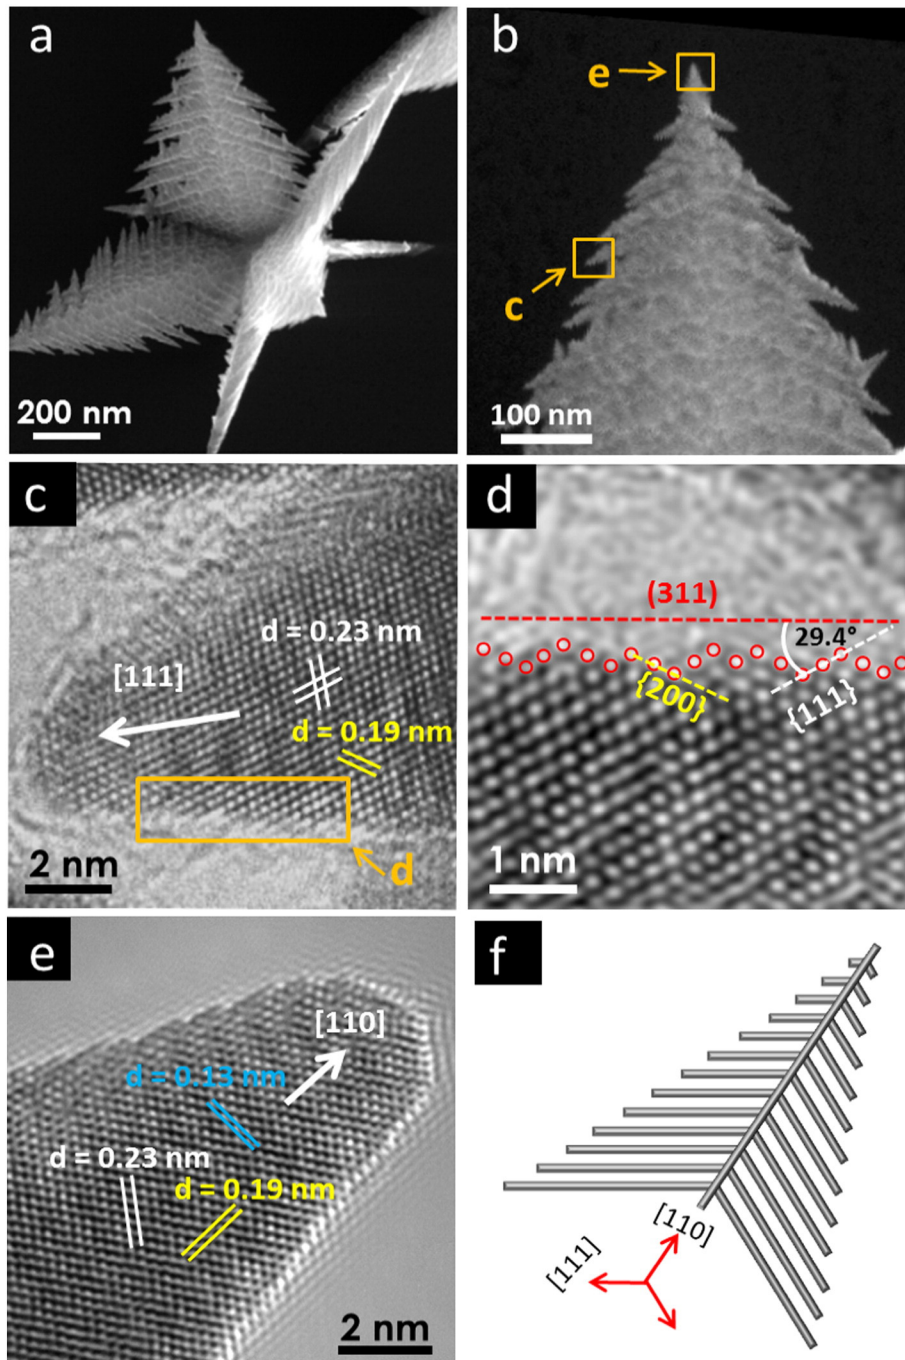 a
200 nm
b
e
c
100 nm
c
d = 0.23 nm
[111]
d = 0.19 nm
d
2 nm
d
(311)
29.4°
{200}
{111}
1 nm
e
[110]
d = 0.13 nm
d = 0.23 nm
d = 0.19 nm
2 nm
f
[110]
[111]